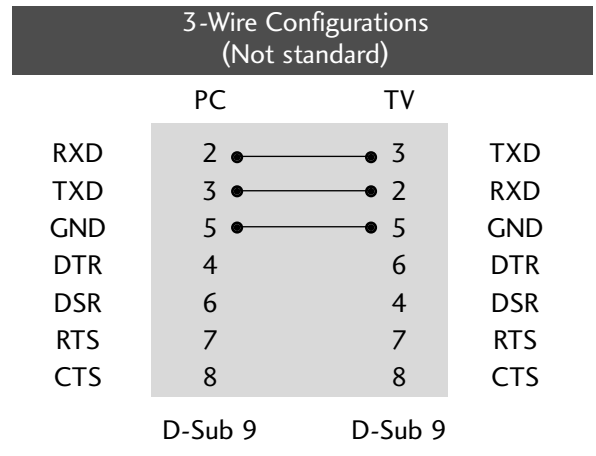 3-Wire Configurations
(Not standard)
PC TV
RXD 2 3 TXD
TXD 3 2 RXD
GND 5 5 GND
DTR 4 6 DTR
DSR 6 4 DSR
RTS 7 7 RTS
CTS 8 8 CTS
D-Sub 9 D-Sub 9